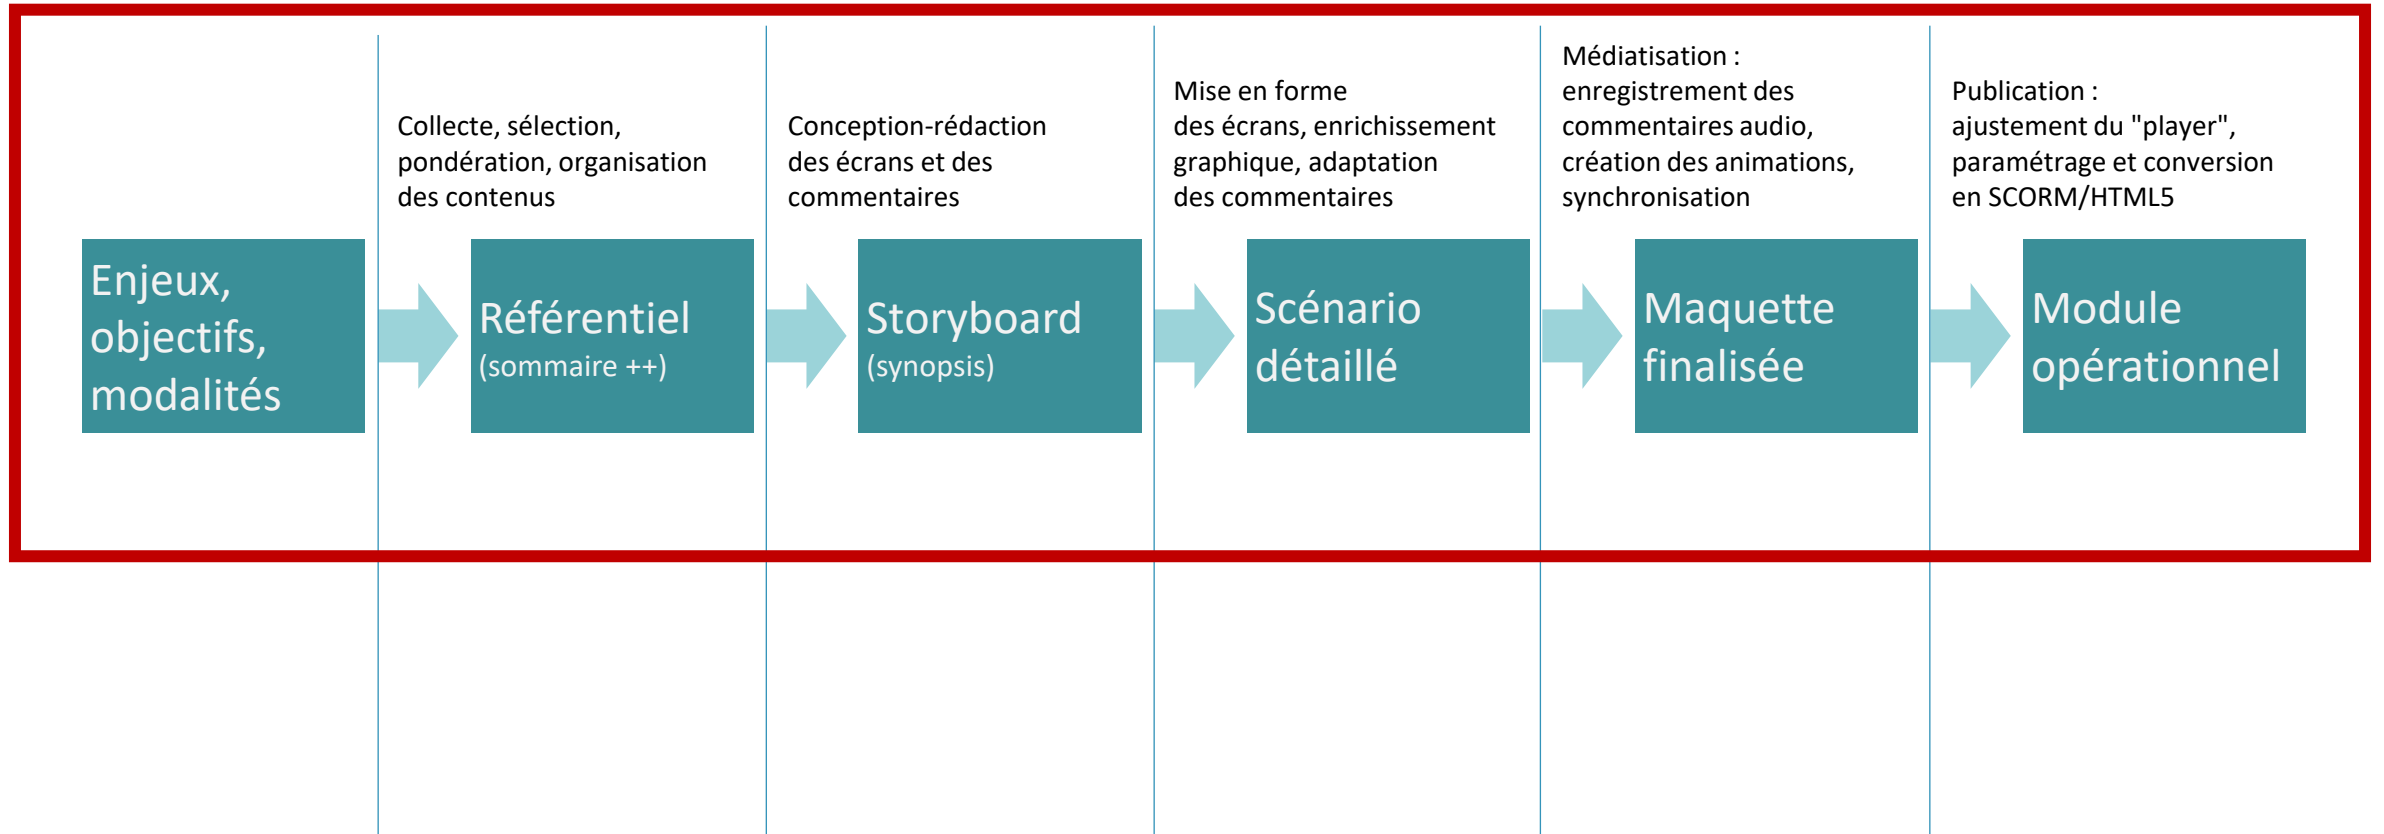 Enjeux,
objectifs,
modalités
Collecte, sélection,
pondération, organisation
des contenus
Référentiel
(sommaire ++)
Conception-rédaction
des écrans et des
commentaires
Storyboard
(synopsis)
Mise en forme
des écrans, enrichissement
graphique, adaptation
des commentaires
Scénario
détaillé
Médiatisation :
enregistrement des
commentaires audio,
création des animations,
synchronisation
Maquette
finalisée
Publication :
ajustement du "player",
paramétrage et conversion
en SCORM/HTML5
Module
opérationnel